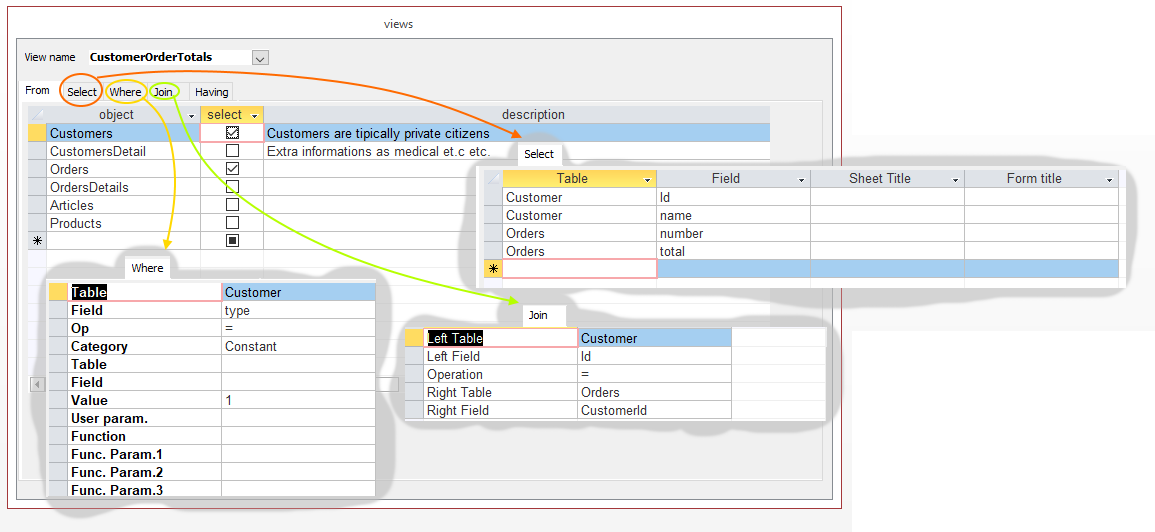 views
View name CustomerOrderTotals
From Select Where Join Having
object select description
Customers Customers are tipically private citizens
CustomersDetail Extra informations as medical et.c etc.
Orders
OrdersDetails
Articles
Products
*
Select
Table Field Sheet Title Form title
Customer Id
Customer name
Orders number
Orders total
*
Where
Table Customer
Field type
Op =
Category Constant
Table
Field
Value 1
User param.
Function
Func. Param.1
Func. Param.2
Func. Param.3
Join
Left Table Customer
Left Field Id
Operation =
Right Table Orders
Right Field CustomerId